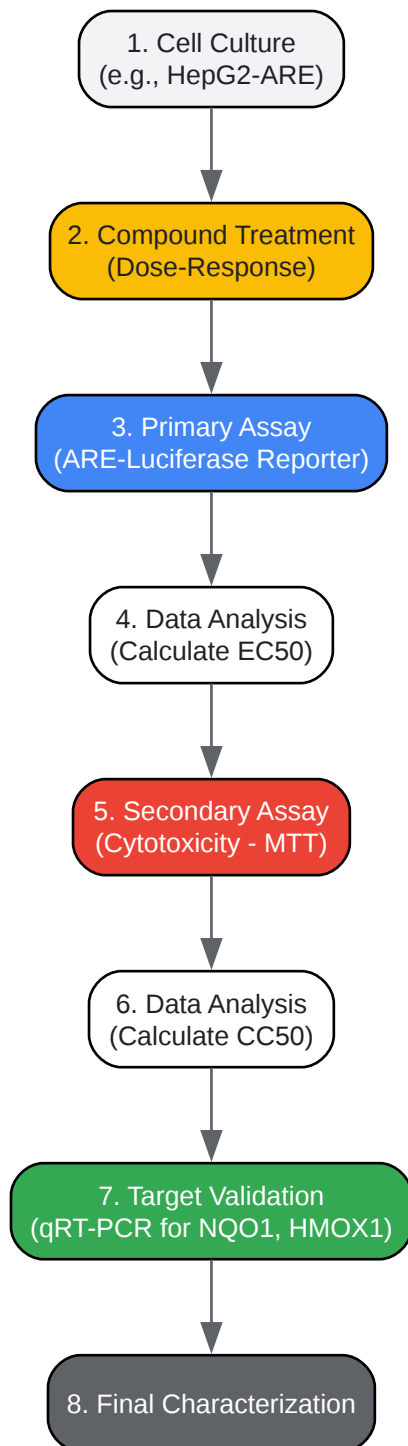 1. Cell Culture
(e.g., HepG2-ARE)
2. Compound Treatment
(Dose-Response)
3. Primary Assay
(ARE-Luciferase Reporter)
4. Data Analysis
(Calculate EC50)
5. Secondary Assay
(Cytotoxicity - MTT)
6. Data Analysis
(Calculate CC50)
7. Target Validation
(qRT-PCR for NQO1, HMOX1)
8. Final Characterization